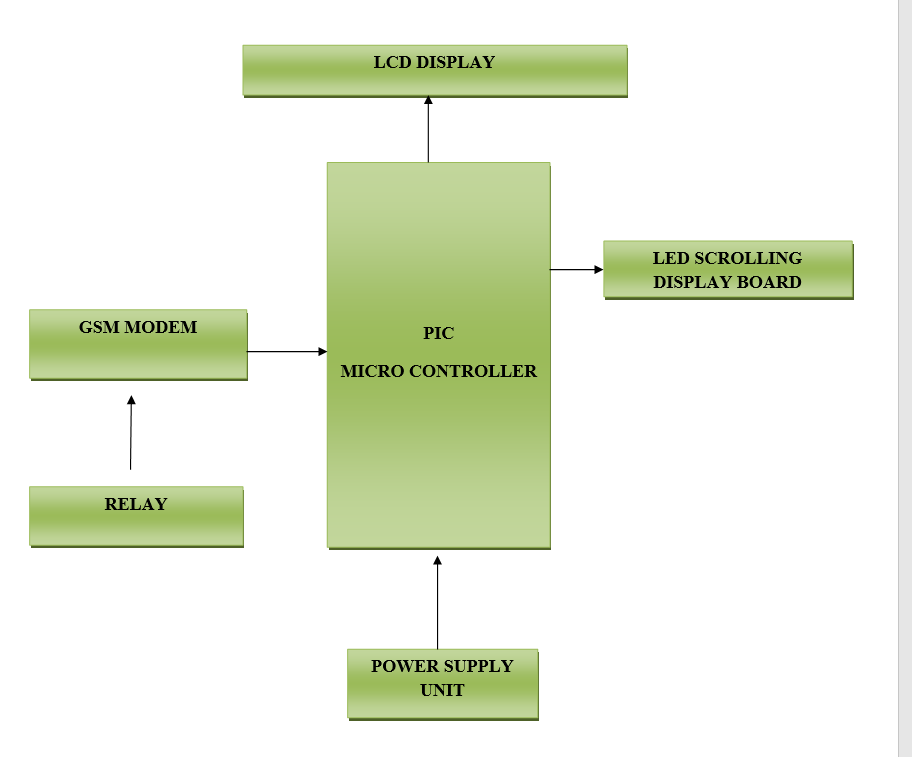 LCD DISPLAY
LED SCROLLING
DISPLAY BOARD
GSM MODEM
PIC
MICRO CONTROLLER
RELAY
POWER SUPPLY
UNIT